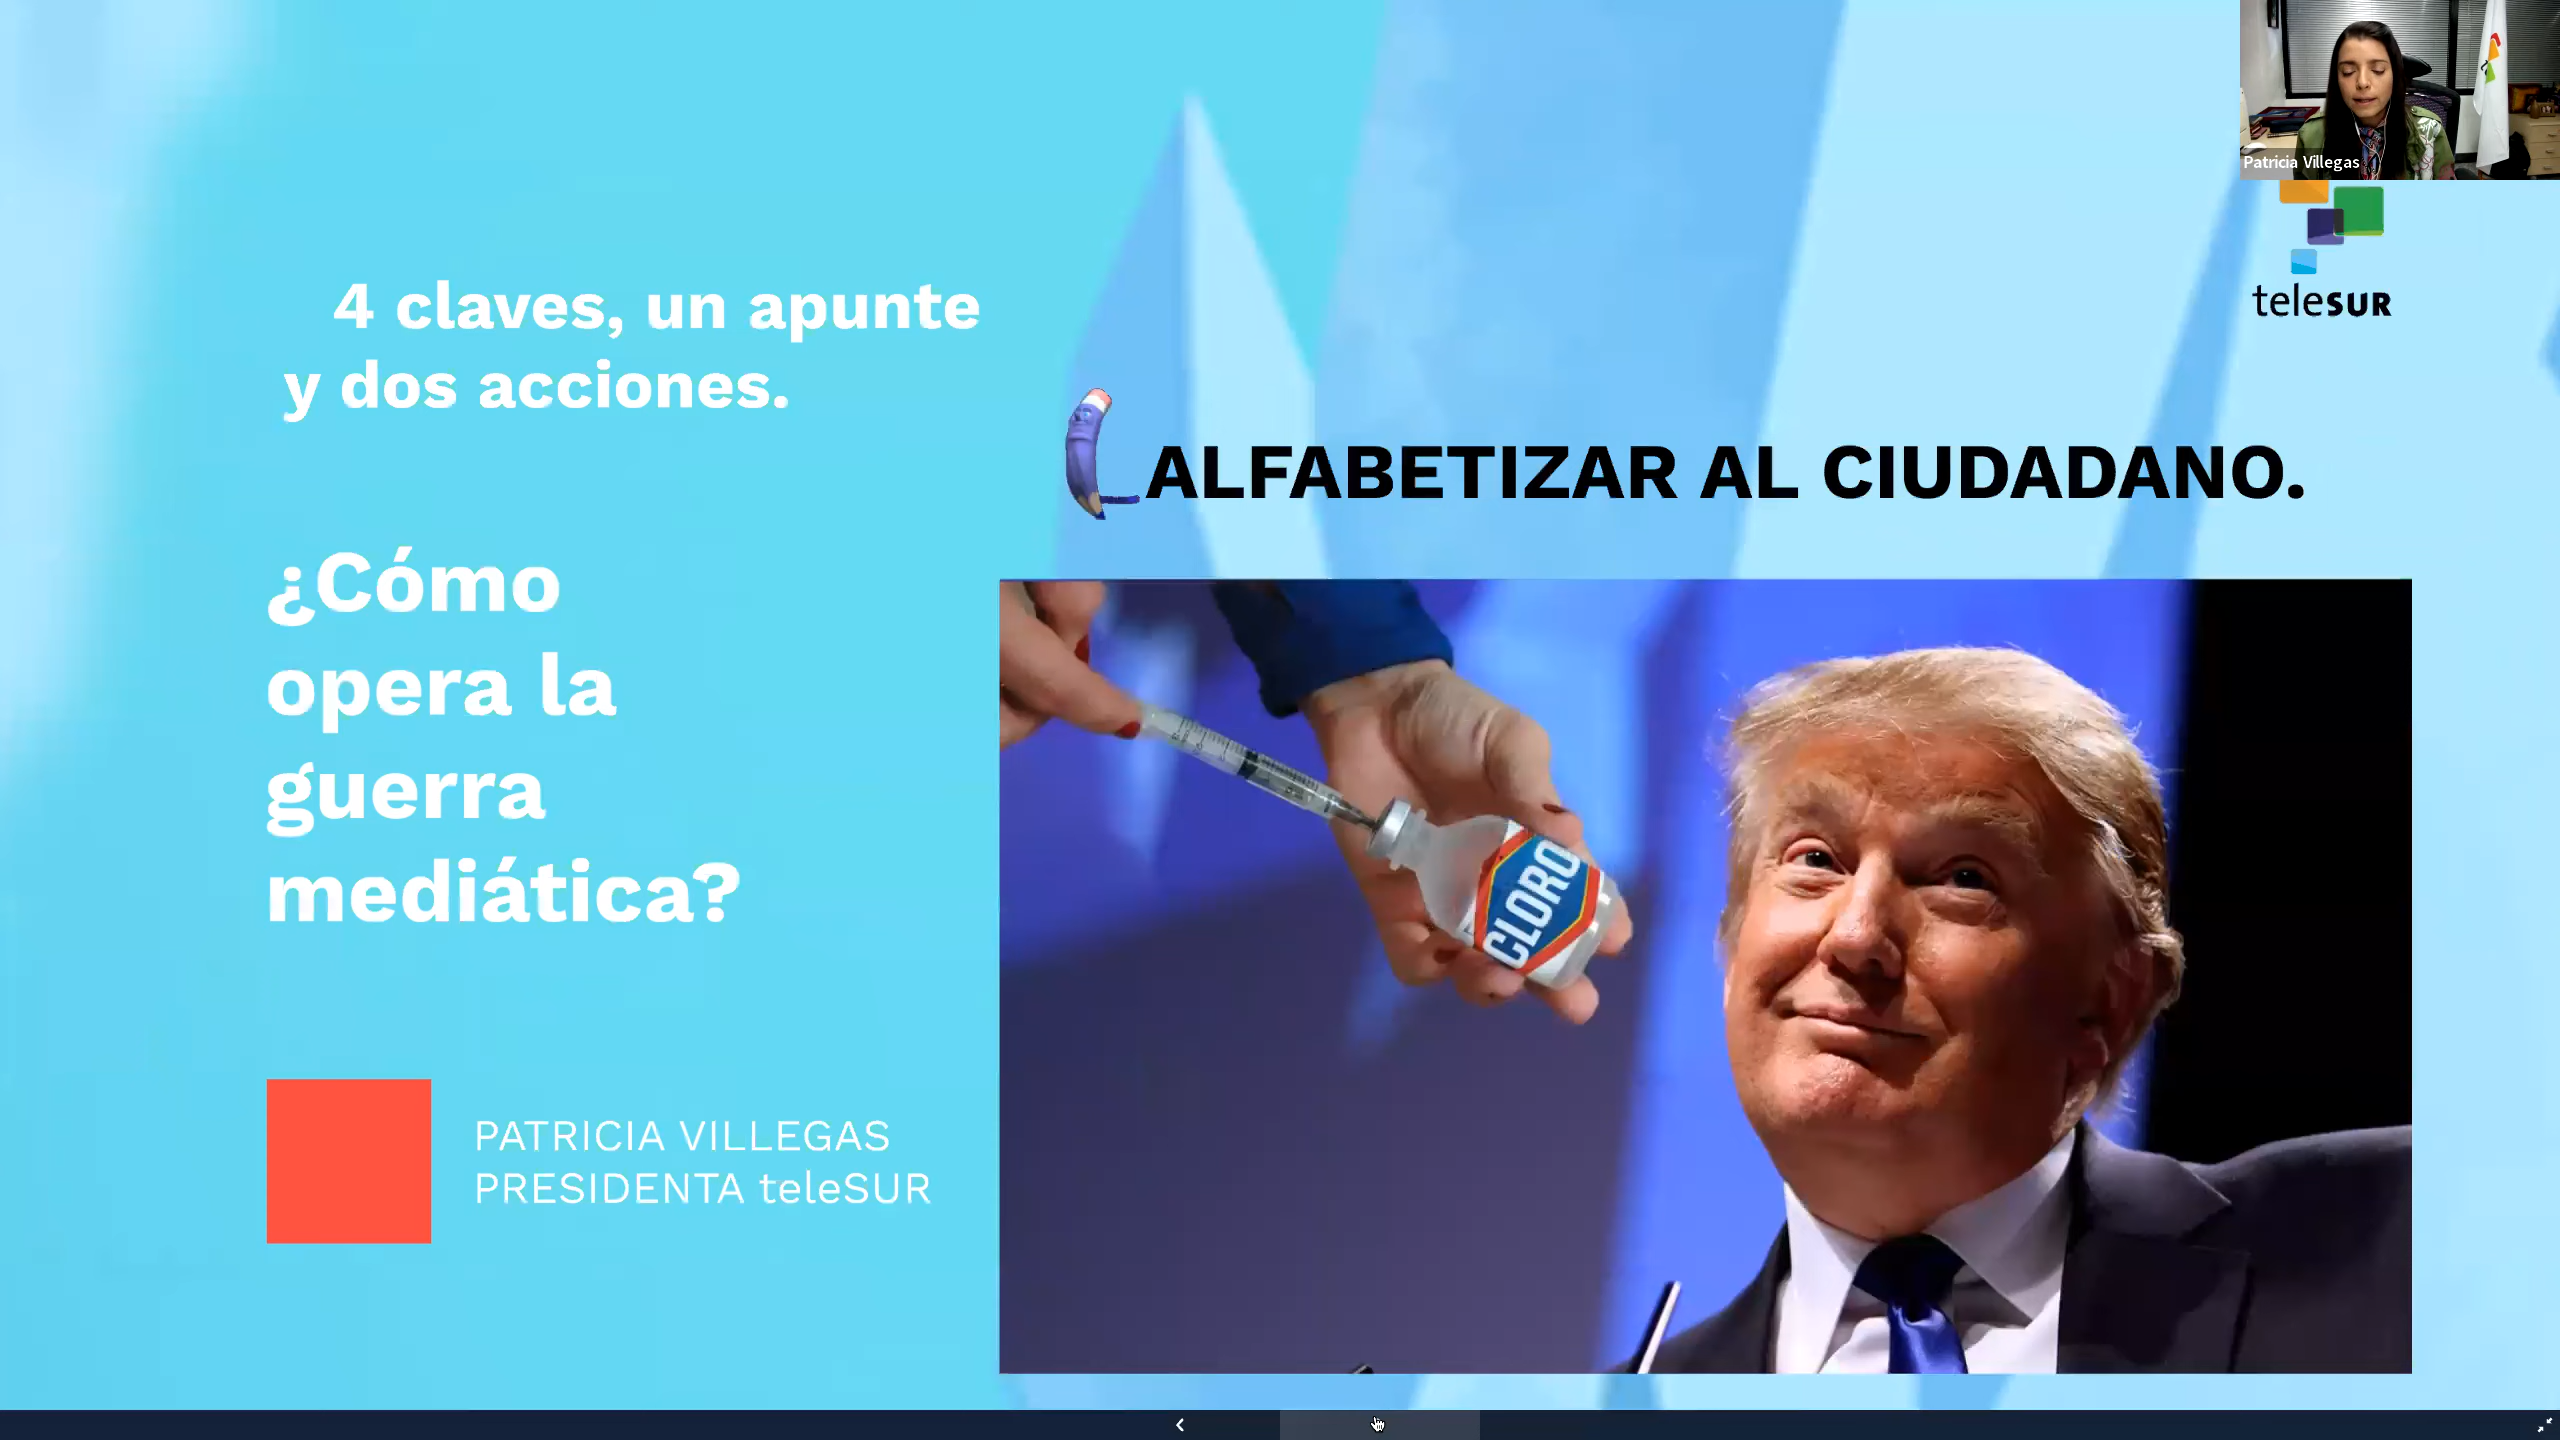 Patricia Villegas
teleSUR
4 claves, un apunte
y dos acciones.
ALFABETIZAR AL CIUDADANO.
¿Cómo
opera la
guerra
mediática?
CLORO
PATRICIA VILLEGAS
PRESIDENTA teleSUR